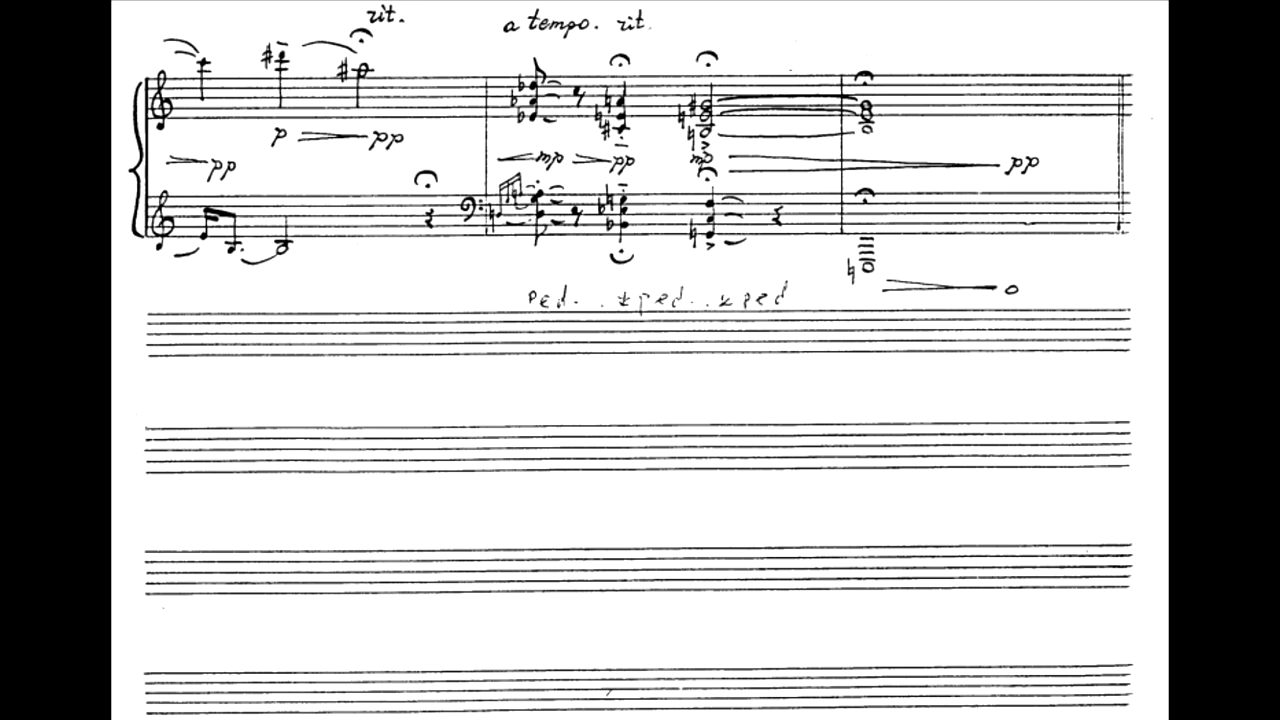 rit.
a tempo. rit.
p pp
pp mp pp mp pp
ped. . * ped. . * ped
o